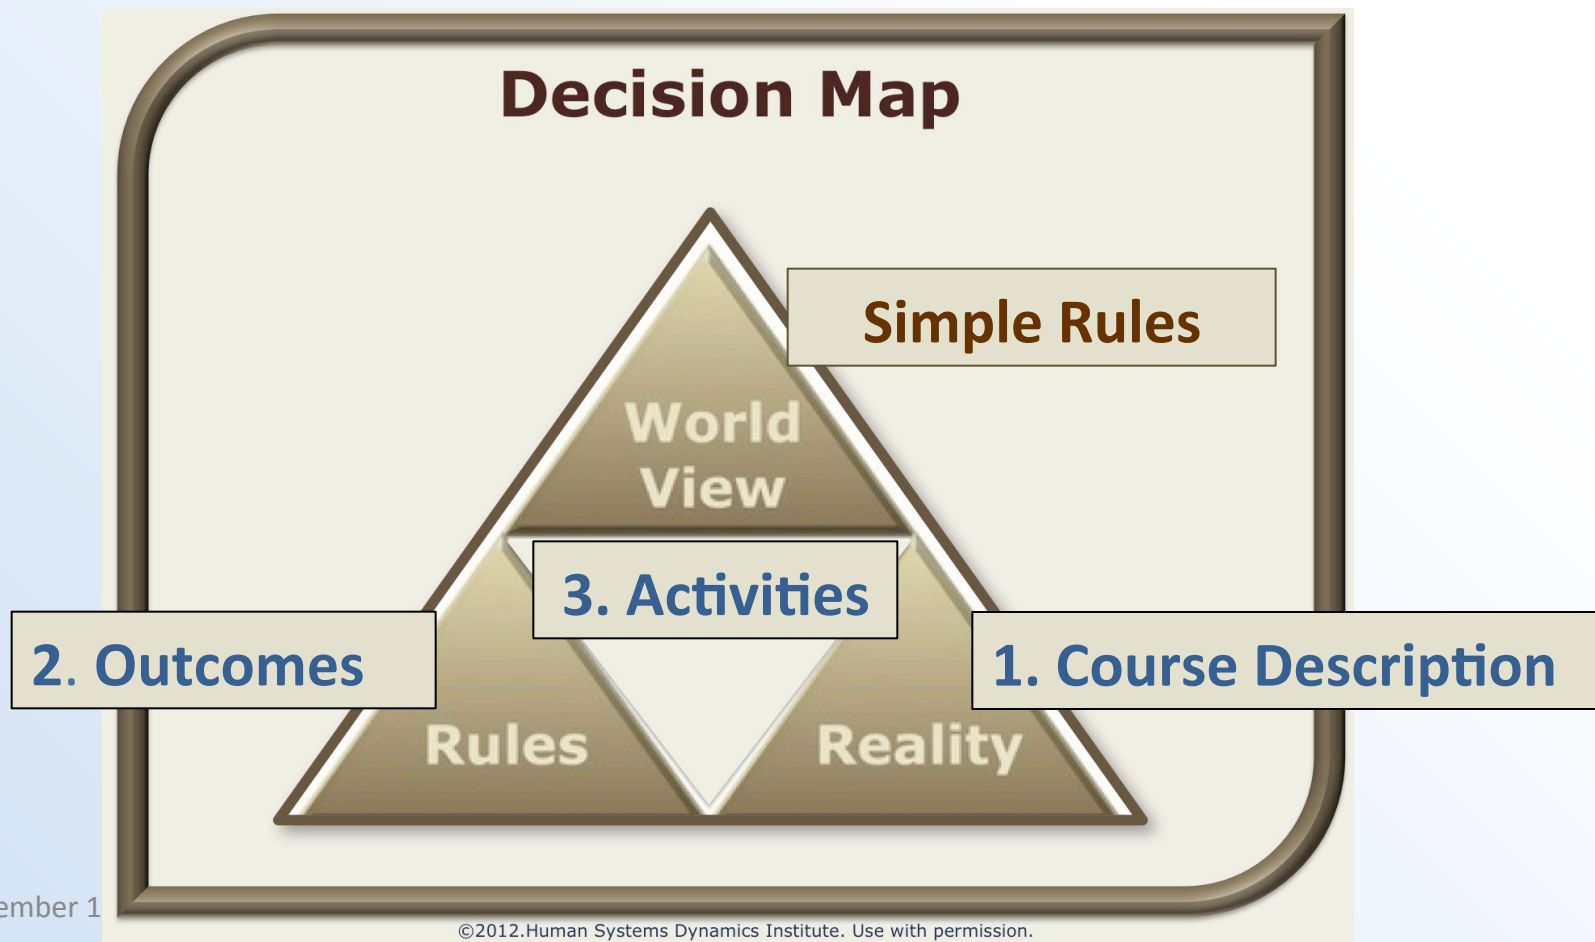 Decision Map
Simple Rules
World
View
3. Activities
2. Outcomes
1. Course Description
Rules
Reality
1
©2012.Human Systems Dynamics Institute. Use with permission.